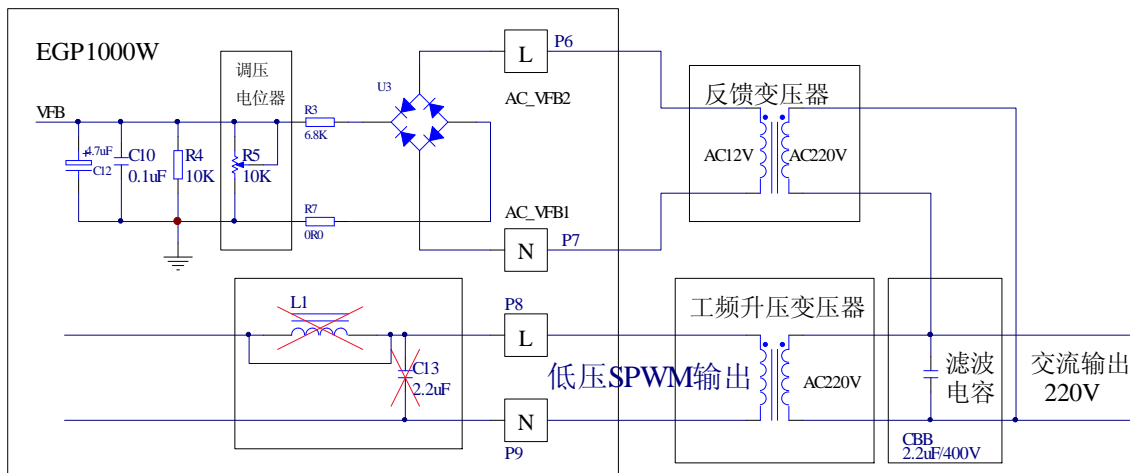 EGP1000W
调压
电位器
U3
L
P6
AC_VFB2
反馈变压器
VFB
R3
6.8K
4.7uF
C12
C10
0.1uF
R4
10K
R5
10K
AC12V
AC220V
R7
0R0
AC_VFB1
N
P7
L1
P8
L
工频升压变压器
C13
2.2uF
低压SPWM输出
AC220V
滤波
电容
交流输出
220V
N
P9
CBB
2.2uF/400V